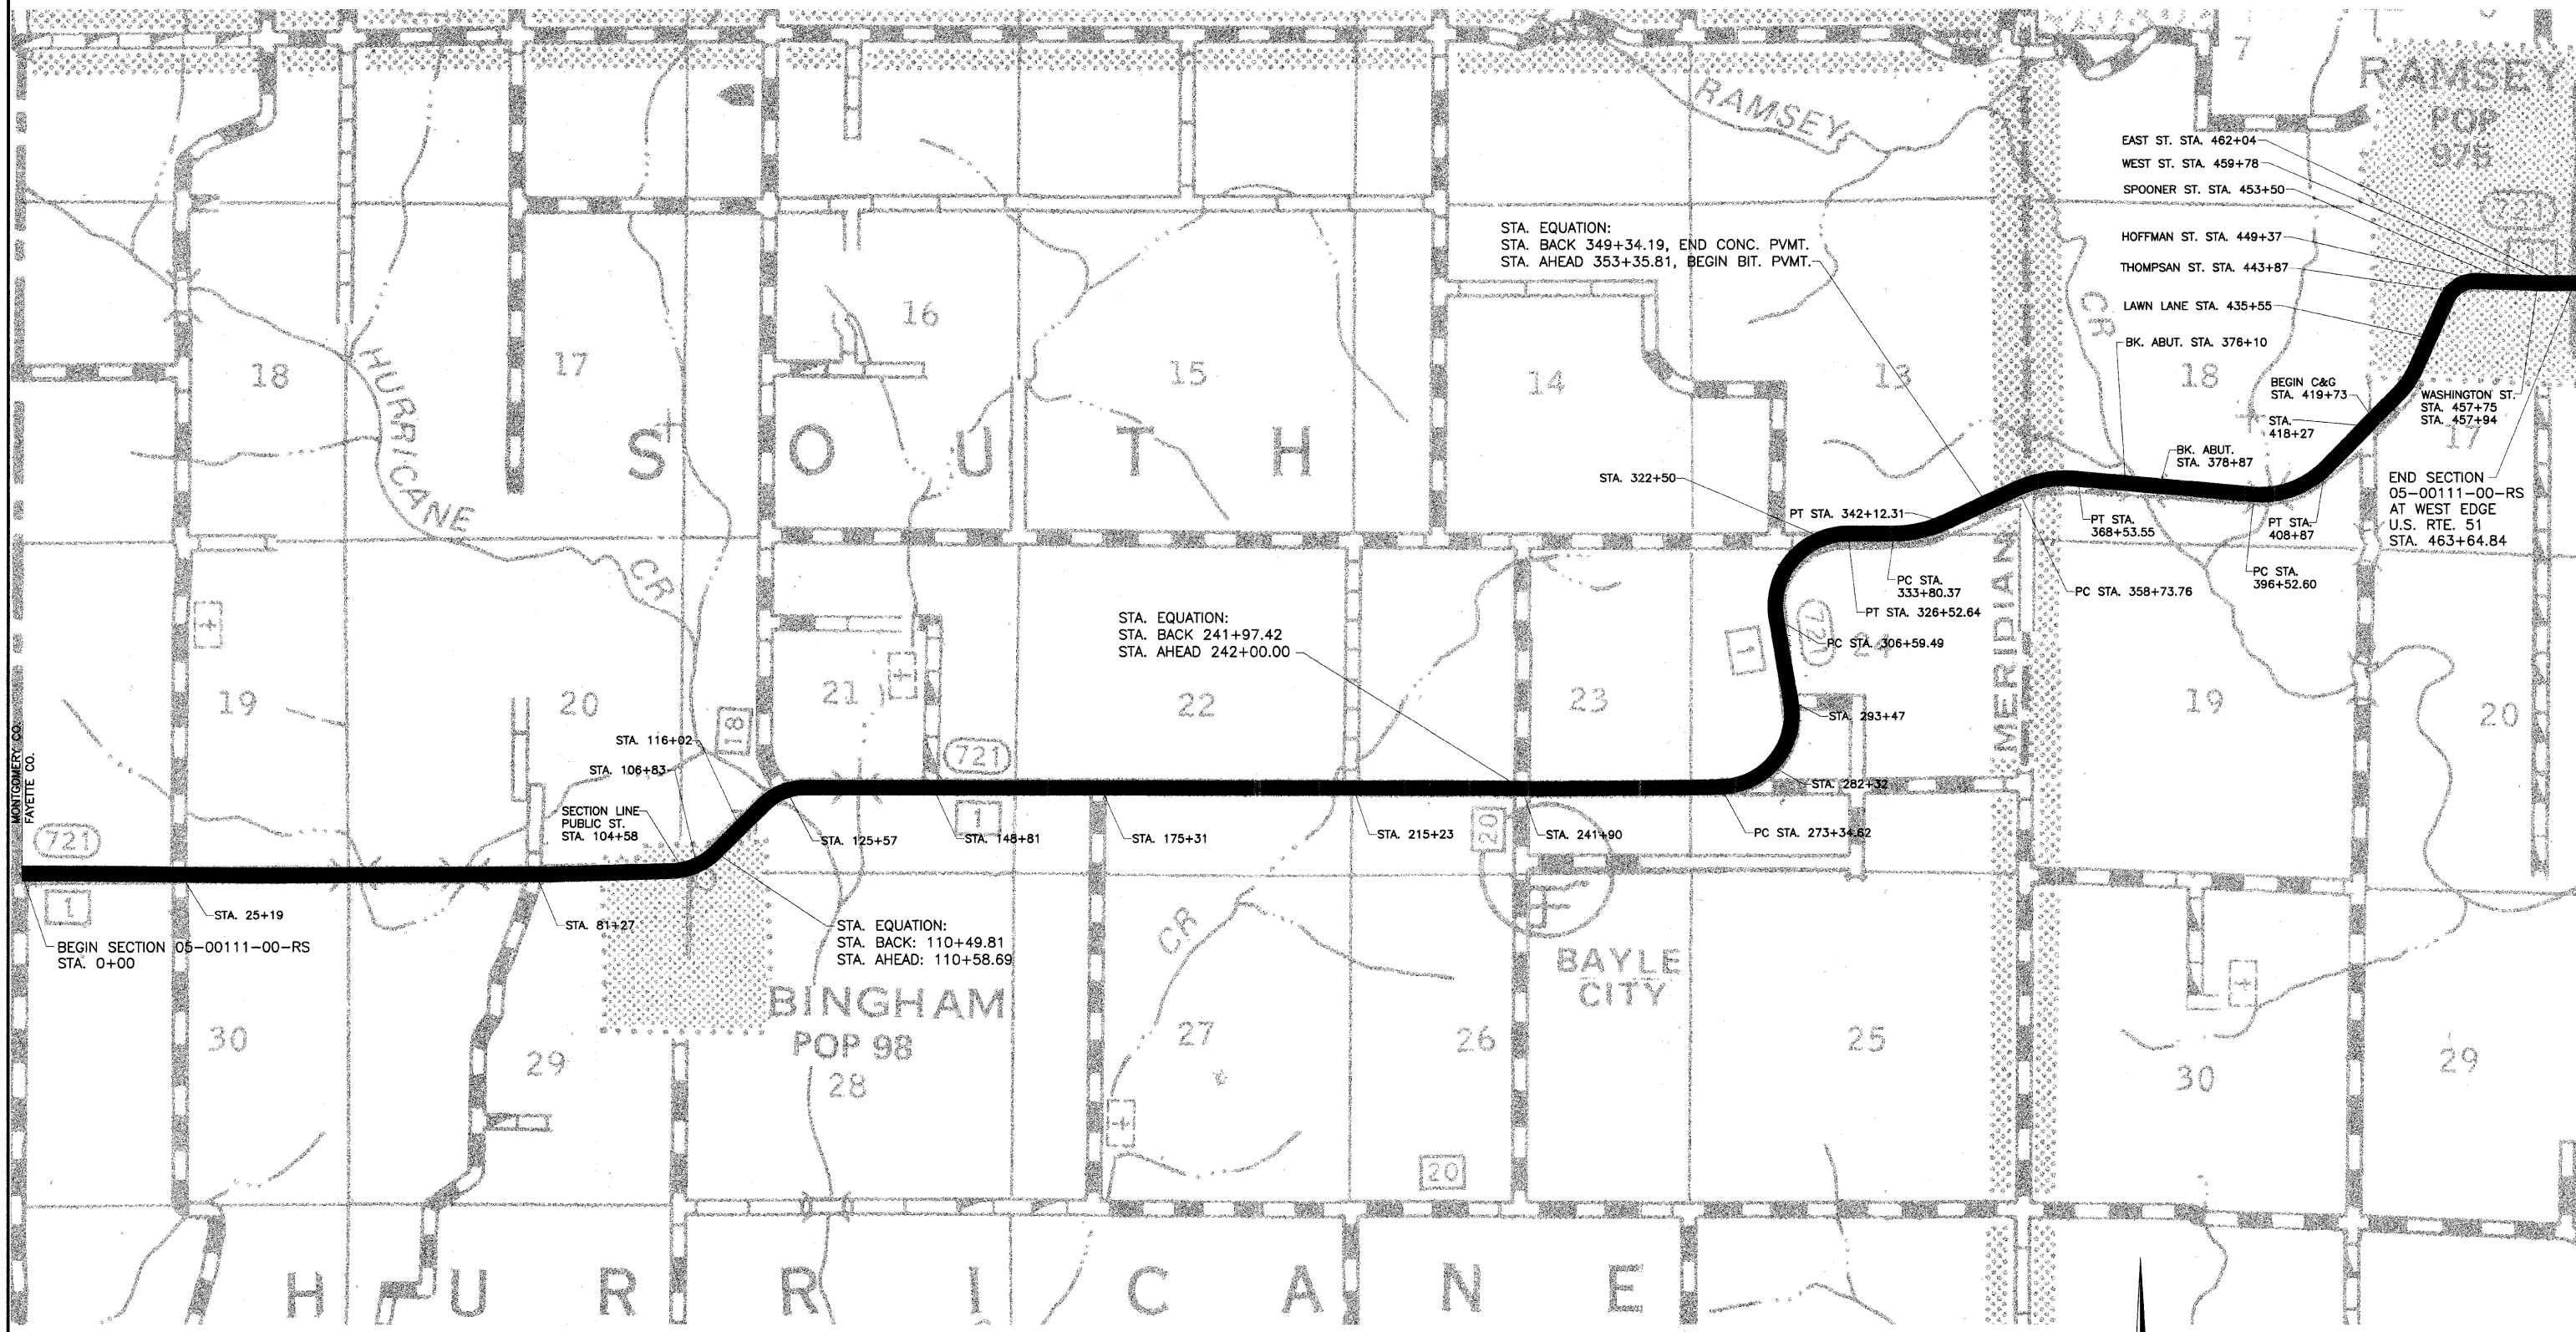 7
RAMSEY
POP
RAMSEY
EAST ST. STA. 462+04
WEST ST. STA. 459+78
SPOONER ST. STA. 453+50
721
HOFFMAN ST. STA. 449+37
THOMPSAN ST. STA. 443+87
LAWN LANE STA. 435+55
STA. EQUATION:
STA. BACK 349+34.19, END CONC. PVMT.
STA. AHEAD 353+35.81, BEGIN BIT. PVMT.
CR
BK. ABUT. STA. 376+10
16
18
17
15
14
13
18
17
BEGIN C&G
STA. 419+73
STA.
418+27
WASHINGTON ST.
STA. 457+75
STA. 457+94
HURRICANE
CR
SOUTH
BK. ABUT.
STA. 378+87
STA. 322+50
PT STA. 342+12.31
END SECTION
05-00111-00-RS
AT WEST EDGE
U.S. RTE. 51
STA. 463+64.84
PT STA.
368+53.55
PT STA.
408+87
PC STA.
396+52.60
PC STA. 358+73.76
PC STA.
333+80.37
PT STA. 326+52.64
PC STA. 306+59.49
MERIDIAN
1
721
24
STA. EQUATION:
STA. BACK 241+97.42
STA. AHEAD 242+00.00
19
20
21
22
23
19
20
18
STA. 293+47
STA. 116+02
STA. 106+83
721
STA. 282+32
MONTGOMERY CO.
FAYETTE CO.
SECTION LINE
PUBLIC ST.
STA. 104+58
721
1
1
STA. 125+57
STA. 148+81
STA. 175+31
STA. 215+23
20
STA. 241+90
PC STA. 273+34.62
STA. 25+19
STA. 81+27
BEGIN SECTION 05-00111-00-RS
STA. 0+00
STA. EQUATION:
STA. BACK: 110+49.81
STA. AHEAD: 110+58.69
CR
BAYLE
CITY
BINGHAM
POP 98
30
29
28
27
26
25
30
29
20
HURRICANE